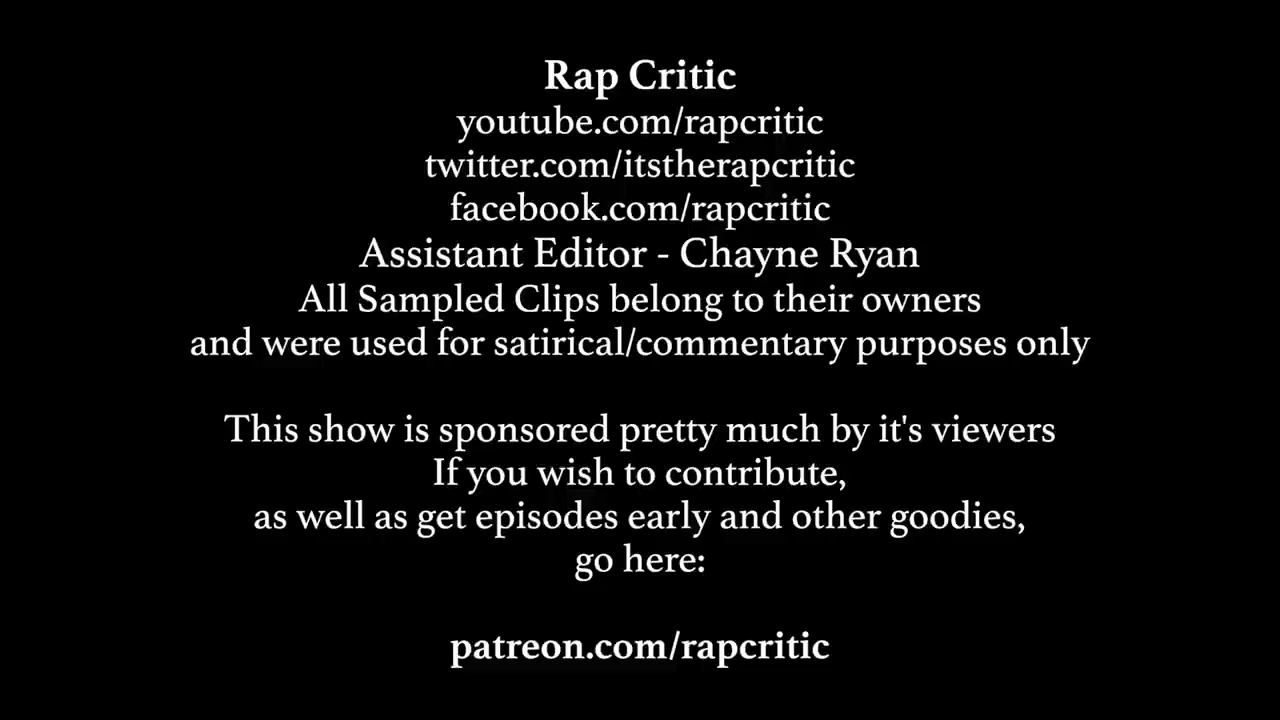 Rap Critic
youtube.com/rapcritic
twitter.com/itstherapcritic
facebook.com/rapcritic
Assistant Editor - Chayne Ryan
All Sampled Clips belong to their owners
and were used for satirical/commentary purposes only
This show is sponsored pretty much by it's viewers
If you wish to contribute,
as well as get episodes early and other goodies,
go here:
patreon.com/rapcritic